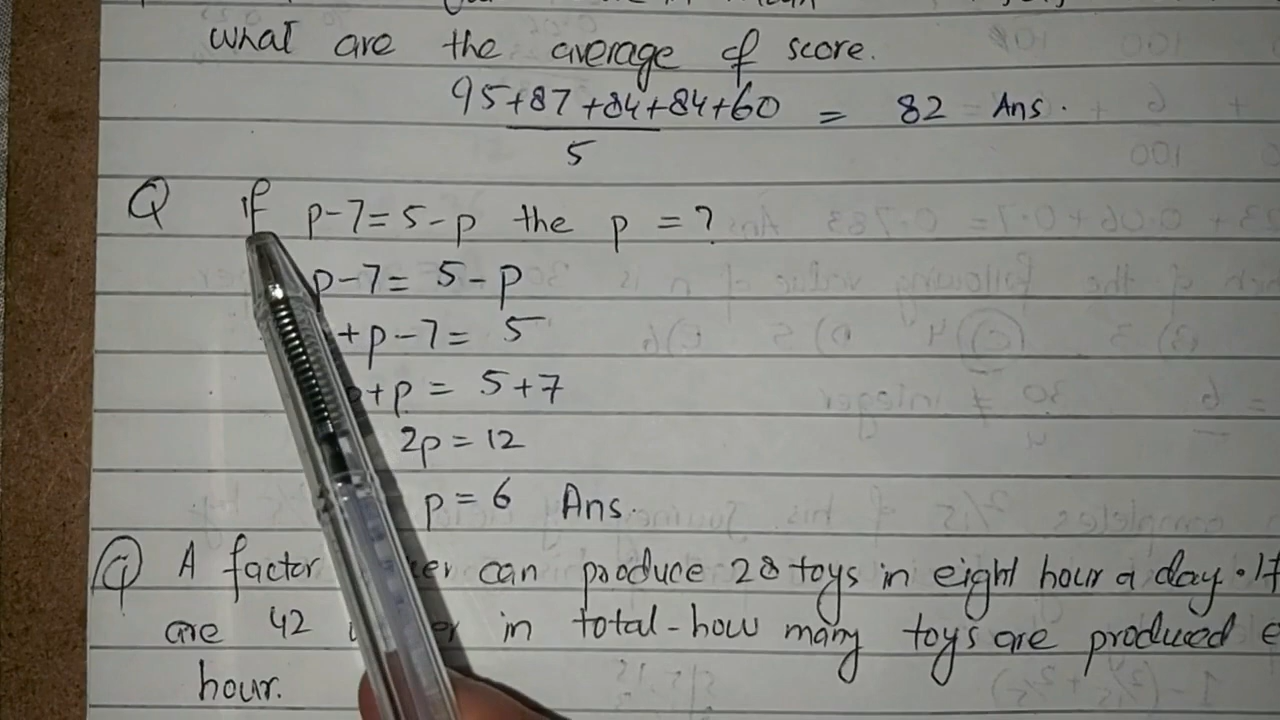 what are the average of score.
95+87+84+84+60 = 82 Ans.
5
Q If p-7=5-p the p = ?
p-7= 5-p
+p-7= 5
+p = 5+7
2p=12
p=6 Ans.
Q A factor can produce 28 toys in eight hour a day. If
are 42 in total-how many toys are produced
hour.